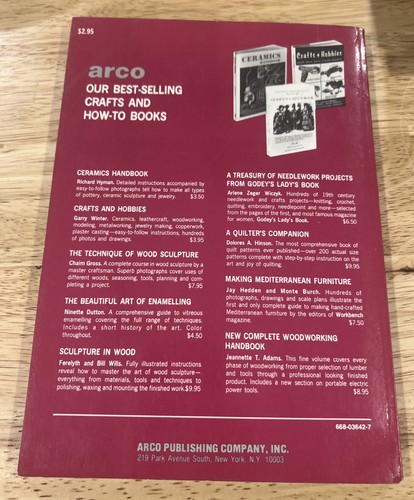 $2.95
arco
OUR BEST-SELLING
CRAFTS AND
HOW-TO BOOKS
CERAMICS
Crafts & Hobbies
CERAMICS HANDBOOK
Richard Hyman. Detailed instructions accompanied by
easy-to-follow photographs tell how to make all types
of pottery, ceramic sculpture and jewelry. $3.50
CRAFTS AND HOBBIES
Garry Winter. Ceramics, leathercraft, woodworking,
modeling, metalworking, jewelry making, copperwork,
plaster casting—easy-to-follow instructions; hundreds
of photos and drawings. $3.95
THE TECHNIQUE OF WOOD SCULPTURE
Chaim Gross. A complete course in wood sculpture by a
master craftsman. Superb photographs cover uses of
different woods, seasoning, tools, planning and com-
pleting a project. $7.95
THE BEAUTIFUL ART OF ENAMELLING
Ninette Dutton. A comprehensive guide to vitreous
enamelling covering the full range of techniques.
Includes a short history of the art. Color
throughout. $4.50
SCULPTURE IN WOOD
Ferelyth and Bill Wills. Fully illustrated instructions
reveal how to master the art of wood sculpture—
everything from materials, tools and techniques to
polishing, waxing and mounting the finished work.$9.95
A TREASURY OF NEEDLEWORK PROJECTS
FROM GODEY'S LADY'S BOOK
Arlene Zeger Wiczyk. Hundreds of 19th century
needlework and crafts projects—knitting, crochet,
quilting, embroidery, needlepoint and more—selected
from the pages of the first, and most famous magazine
for women, Godey's Lady's Book. $6.50
A QUILTER'S COMPANION
Dolores A. Hinson. The most comprehensive book of
quilt patterns ever published—over 200 actual size
patterns complete with step-by-step instruction on the
art and joy of quilting. $9.95
MAKING MEDITERRANEAN FURNITURE
Jay Hedden and Monte Burch. Hundreds of
photographs, drawings and scale plans illustrate the
first and only complete guide to making hand-crafted
Mediterranean furniture by the editors of Workbench
magazine. $7.50
NEW COMPLETE WOODWORKING
HANDBOOK
Jeannette T. Adams. This fine volume covers every
phase of woodworking from proper selection of lumber
and tools through a professional looking finished
product. Includes a new section on portable electric
power tools. $8.95
668-03642-7
ARCO PUBLISHING COMPANY, INC.
219 Park Avenue South, New York, N.Y. 10003